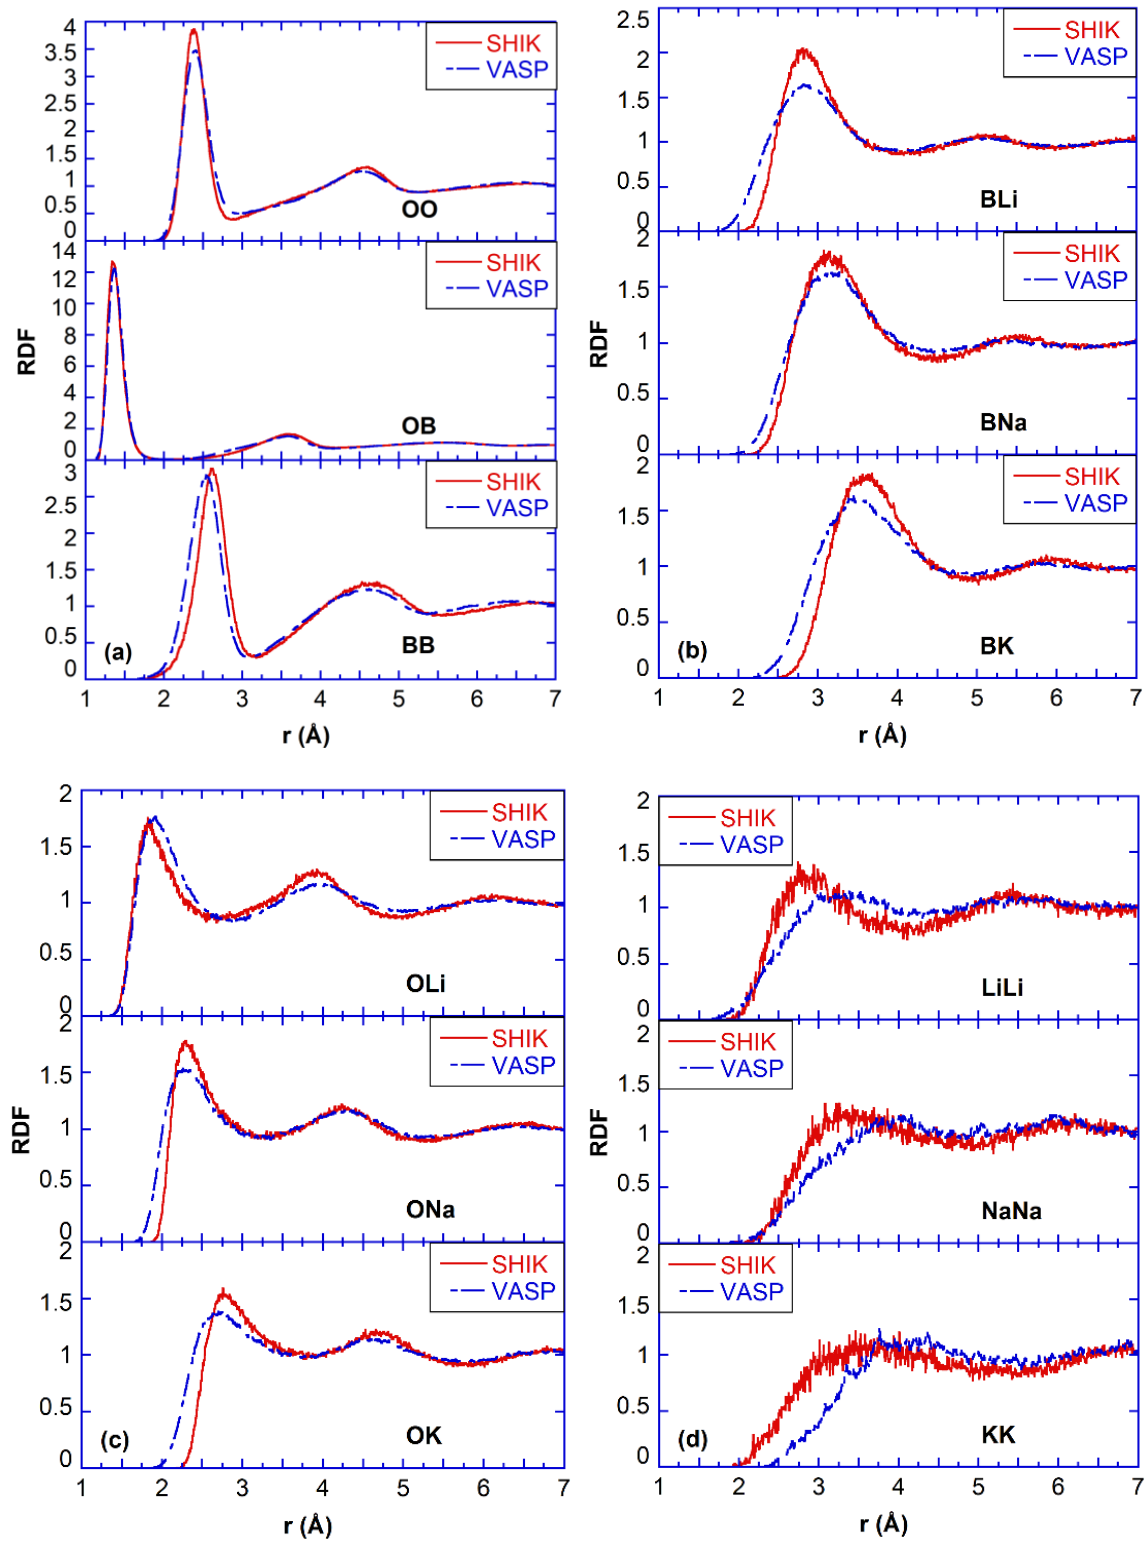 4
3.5
3
2.5
2
1.5
1
0.5
0
SHIK
VASP
OO
14
12
10
8
6
4
2
0
SHIK
VASP
OB
RDF
3
2.5
2
1.5
1
0.5
0
SHIK
VASP
(a)
BB
1 2 3 4 5 6 7
r (Å)
2.5
2
1.5
1
0.5
0
SHIK
VASP
BLi
2
1.5
1
0.5
0
SHIK
VASP
BNa
RDF
2
1.5
1
0.5
0
SHIK
VASP
(b)
BK
1 2 3 4 5 6 7
r (Å)
2
1.5
1
0.5
0
SHIK
VASP
OLi
2
1.5
1
0.5
0
SHIK
VASP
ONa
RDF
2
1.5
1
0.5
0
SHIK
VASP
(c)
OK
1 2 3 4 5 6 7
r (Å)
2
1.5
1
0.5
0
SHIK
VASP
LiLi
2
1.5
1
0.5
0
SHIK
VASP
NaNa
RDF
2
1.5
1
0.5
0
SHIK
VASP
(d)
KK
1 2 3 4 5 6 7
r (Å)